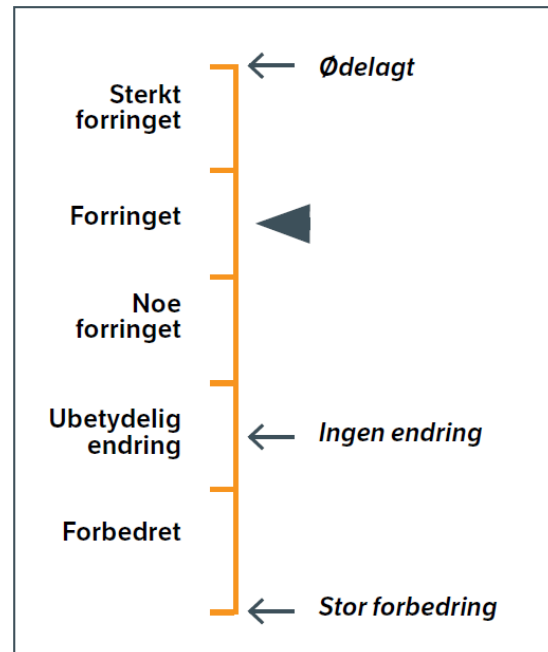 Ødelagt
Sterkt
forringet
Forringet
Noe
forringet
Ubetydelig
endring
Ingen endring
Forbedret
Stor forbedring